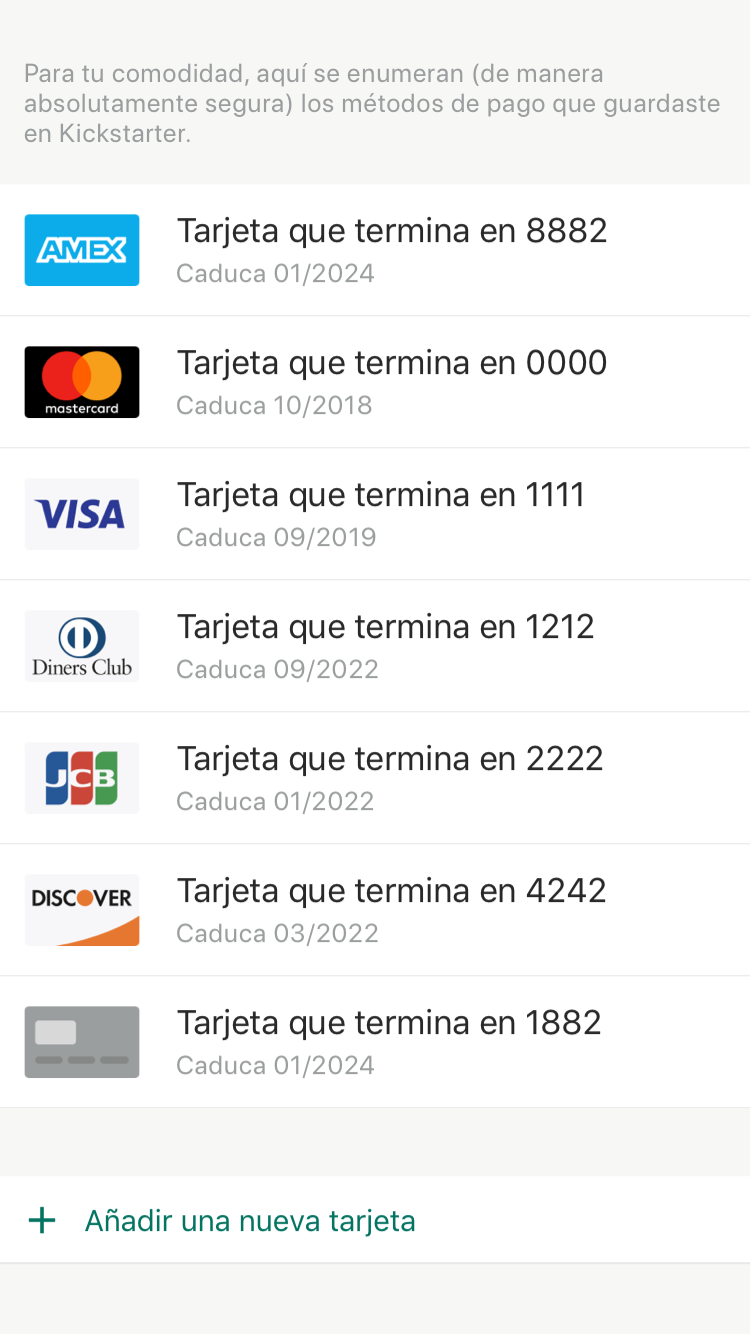 Para tu comodidad, aquí se enumeran (de manera
absolutamente segura) los métodos de pago que guardaste
en Kickstarter.
AMEX
Tarjeta que termina en 8882
Caduca 01/2024
mastercard
Tarjeta que termina en 0000
Caduca 10/2018
VISA
Tarjeta que termina en 1111
Caduca 09/2019
Diners Club
Tarjeta que termina en 1212
Caduca 09/2022
JCB
Tarjeta que termina en 2222
Caduca 01/2022
DISCOVER
Tarjeta que termina en 4242
Caduca 03/2022
Tarjeta que termina en 1882
Caduca 01/2024
+ Añadir una nueva tarjeta